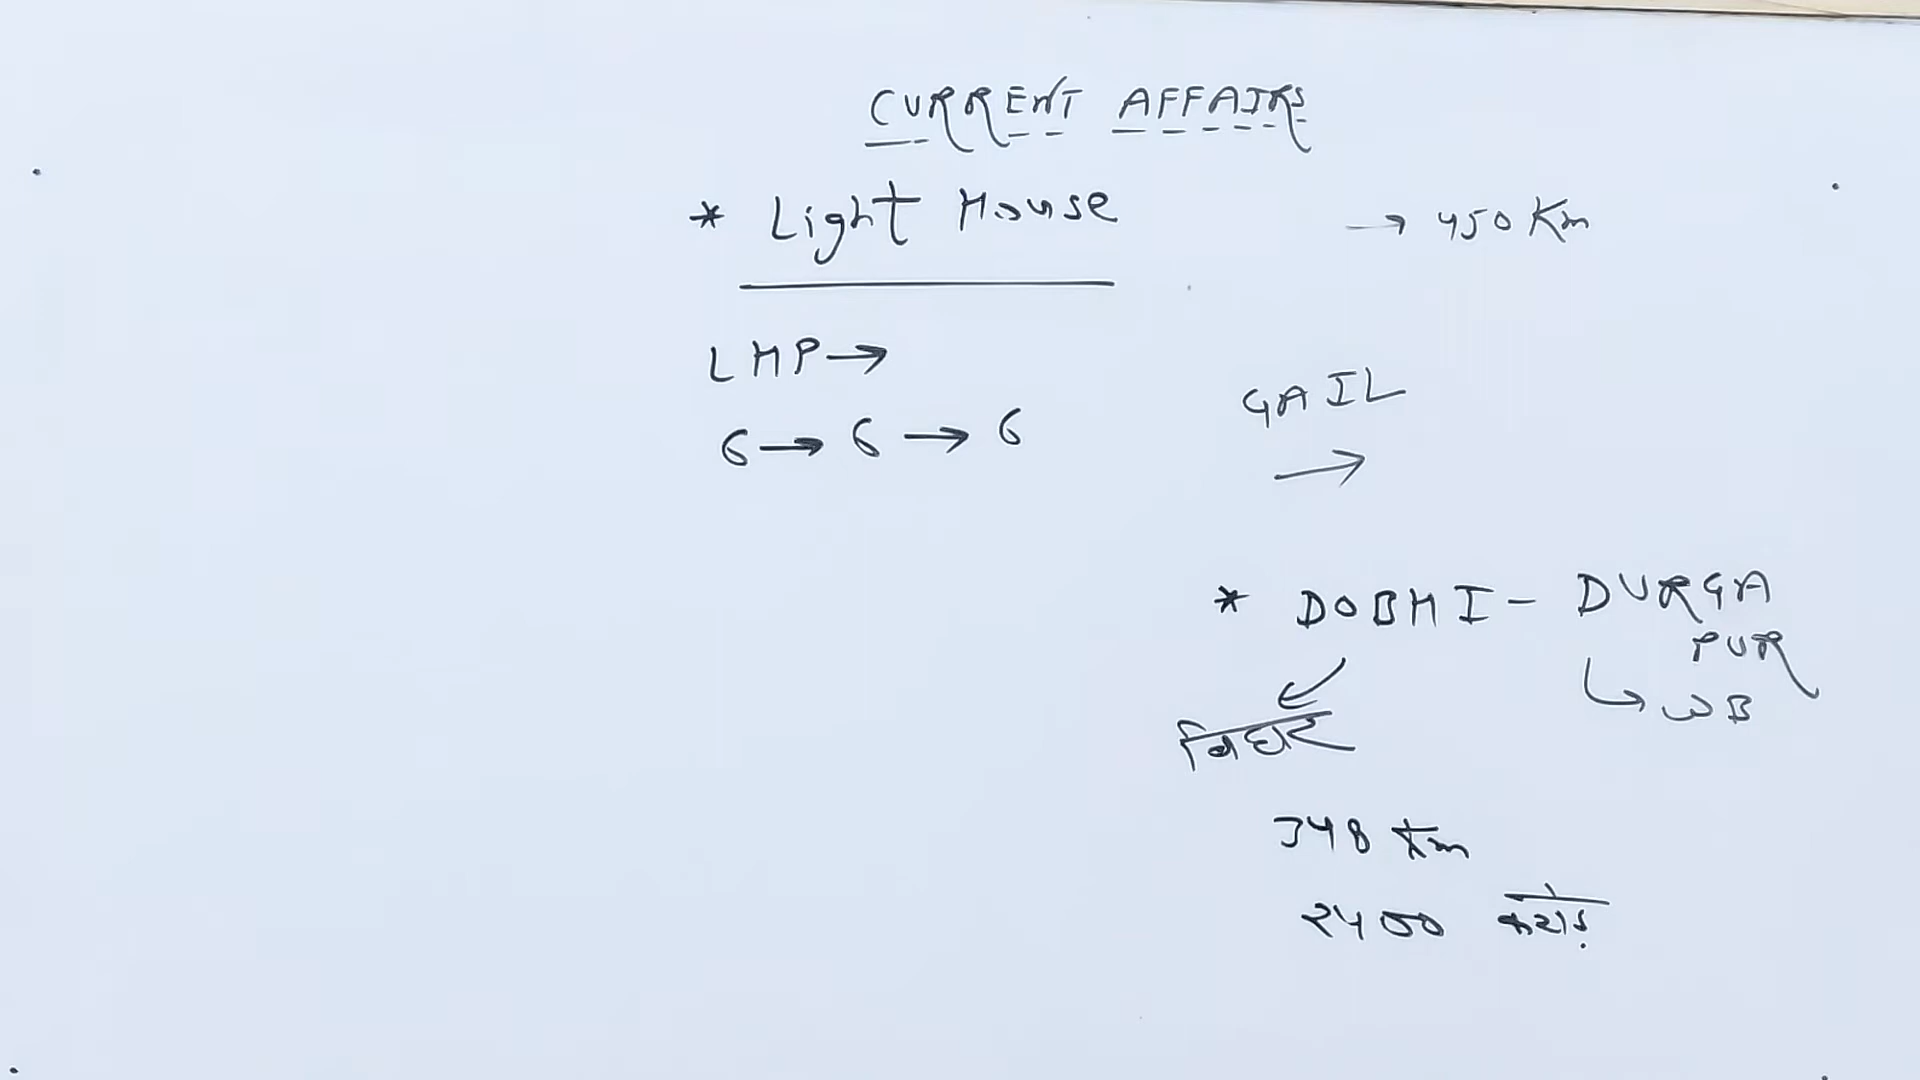 CURRENT AFFAIRS
* Light House
→ 450 Km
LHP →
6 → 6 → 6
GAIL
→
* DOBHI - DURGA
PUR
↳ WB
बिहार
348 Km
2400 करोड़